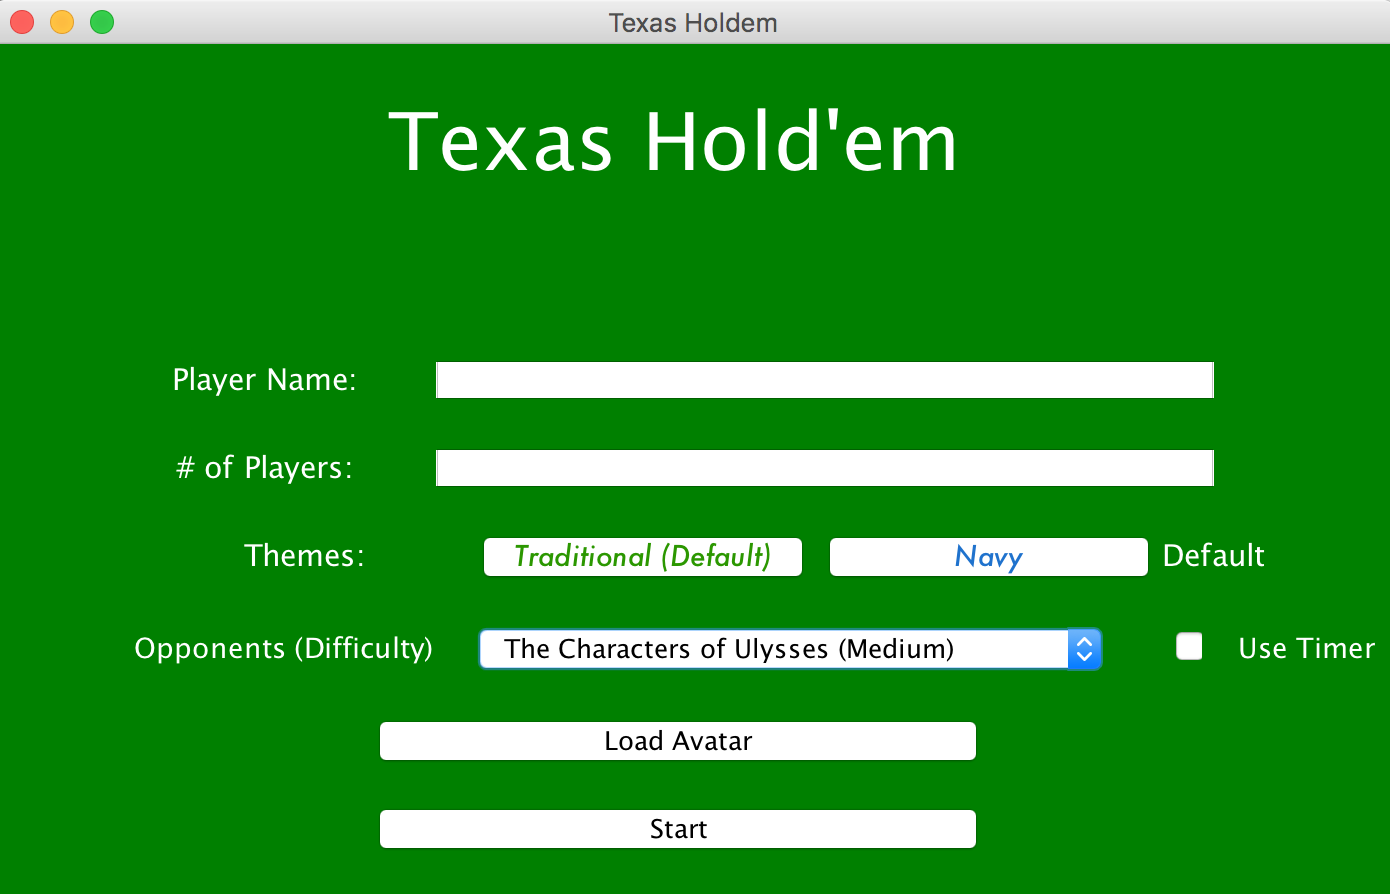 Texas Holdem
Texas Hold'em
Player Name:
# of Players:
Themes: Traditional (Default) Navy Default
Opponents (Difficulty) The Characters of Ulysses (Medium) Use Timer
Load Avatar
Start